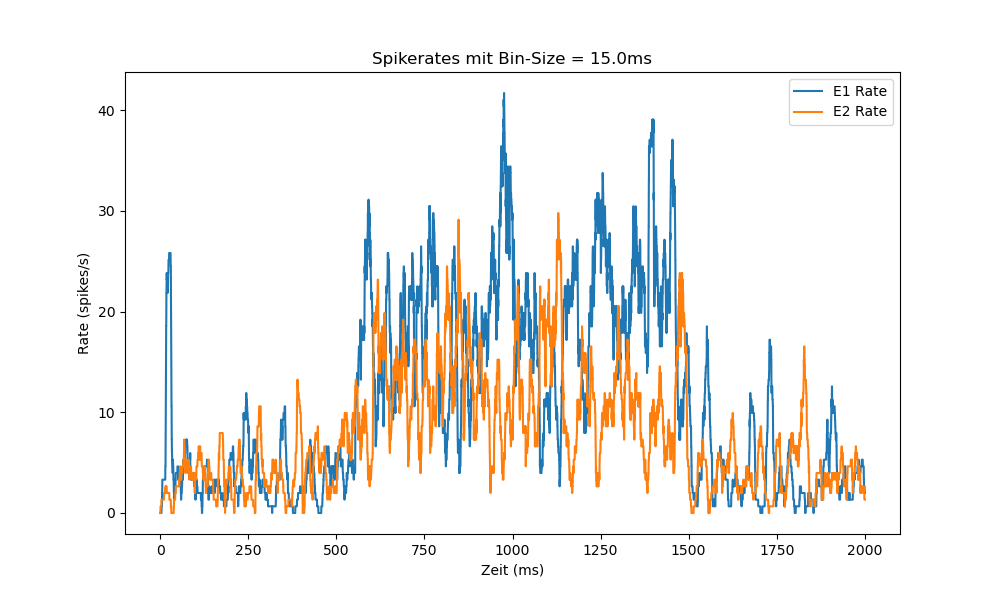 Spikerates mit Bin-Size = 15.0ms
E1 Rate
E2 Rate
Rate (spikes/s)
40
30
20
10
0
0 250 500 750 1000 1250 1500 1750 2000
Zeit (ms)